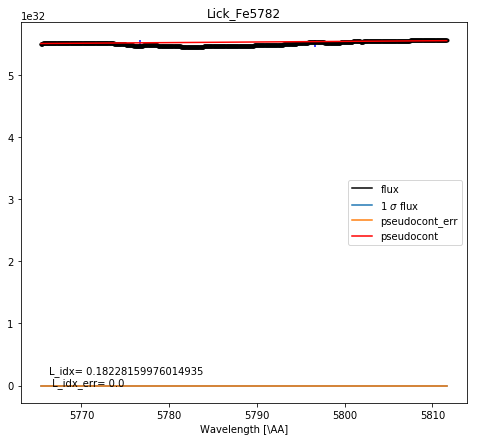 Lick_Fe5782
1e32
5
4
3
2
1
0
flux
1 σ flux
pseudocont_err
pseudocont
L_idx= 0.18228159976014935
L_idx_err= 0.0
5770 5780 5790 5800 5810
Wavelength [\AA]